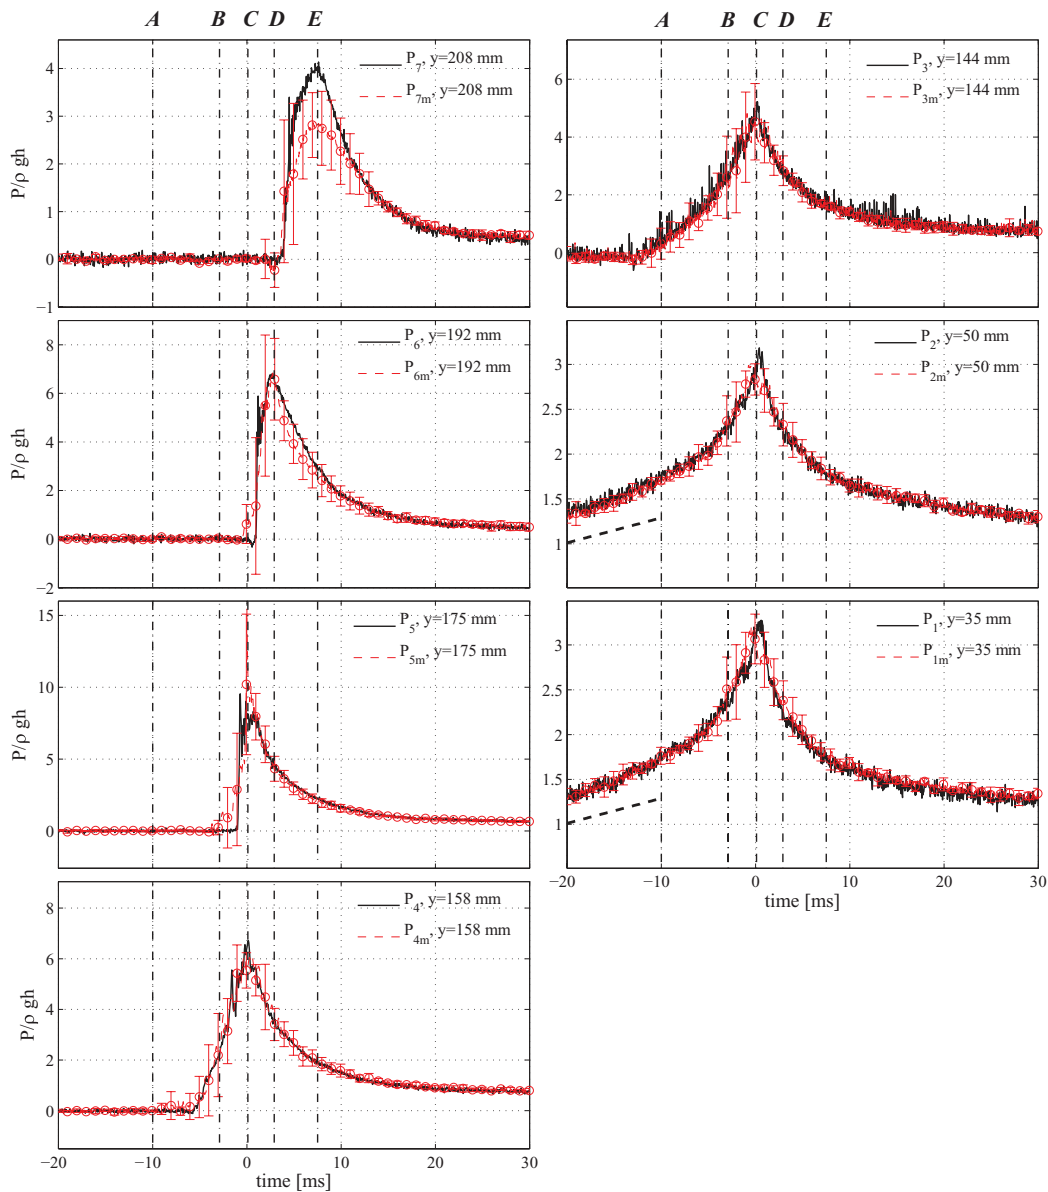 A B C D E
P/ρ gh
4
3
2
1
0
−1
P7, y=208 mm
P7m, y=208 mm
P/ρ gh
8
6
4
2
0
−2
P6, y=192 mm
P6m, y=192 mm
P/ρ gh
15
10
5
0
P5, y=175 mm
P5m, y=175 mm
P/ρ gh
8
6
4
2
0
P4, y=158 mm
P4m, y=158 mm
−20 −10 0 10 20 30
time [ms]
A B C D E
6
4
2
0
P3, y=144 mm
P3m, y=144 mm
3
2.5
2
1.5
1
P2, y=50 mm
P2m, y=50 mm
3
2.5
2
1.5
1
P1, y=35 mm
P1m, y=35 mm
−20 −10 0 10 20 30
time [ms]